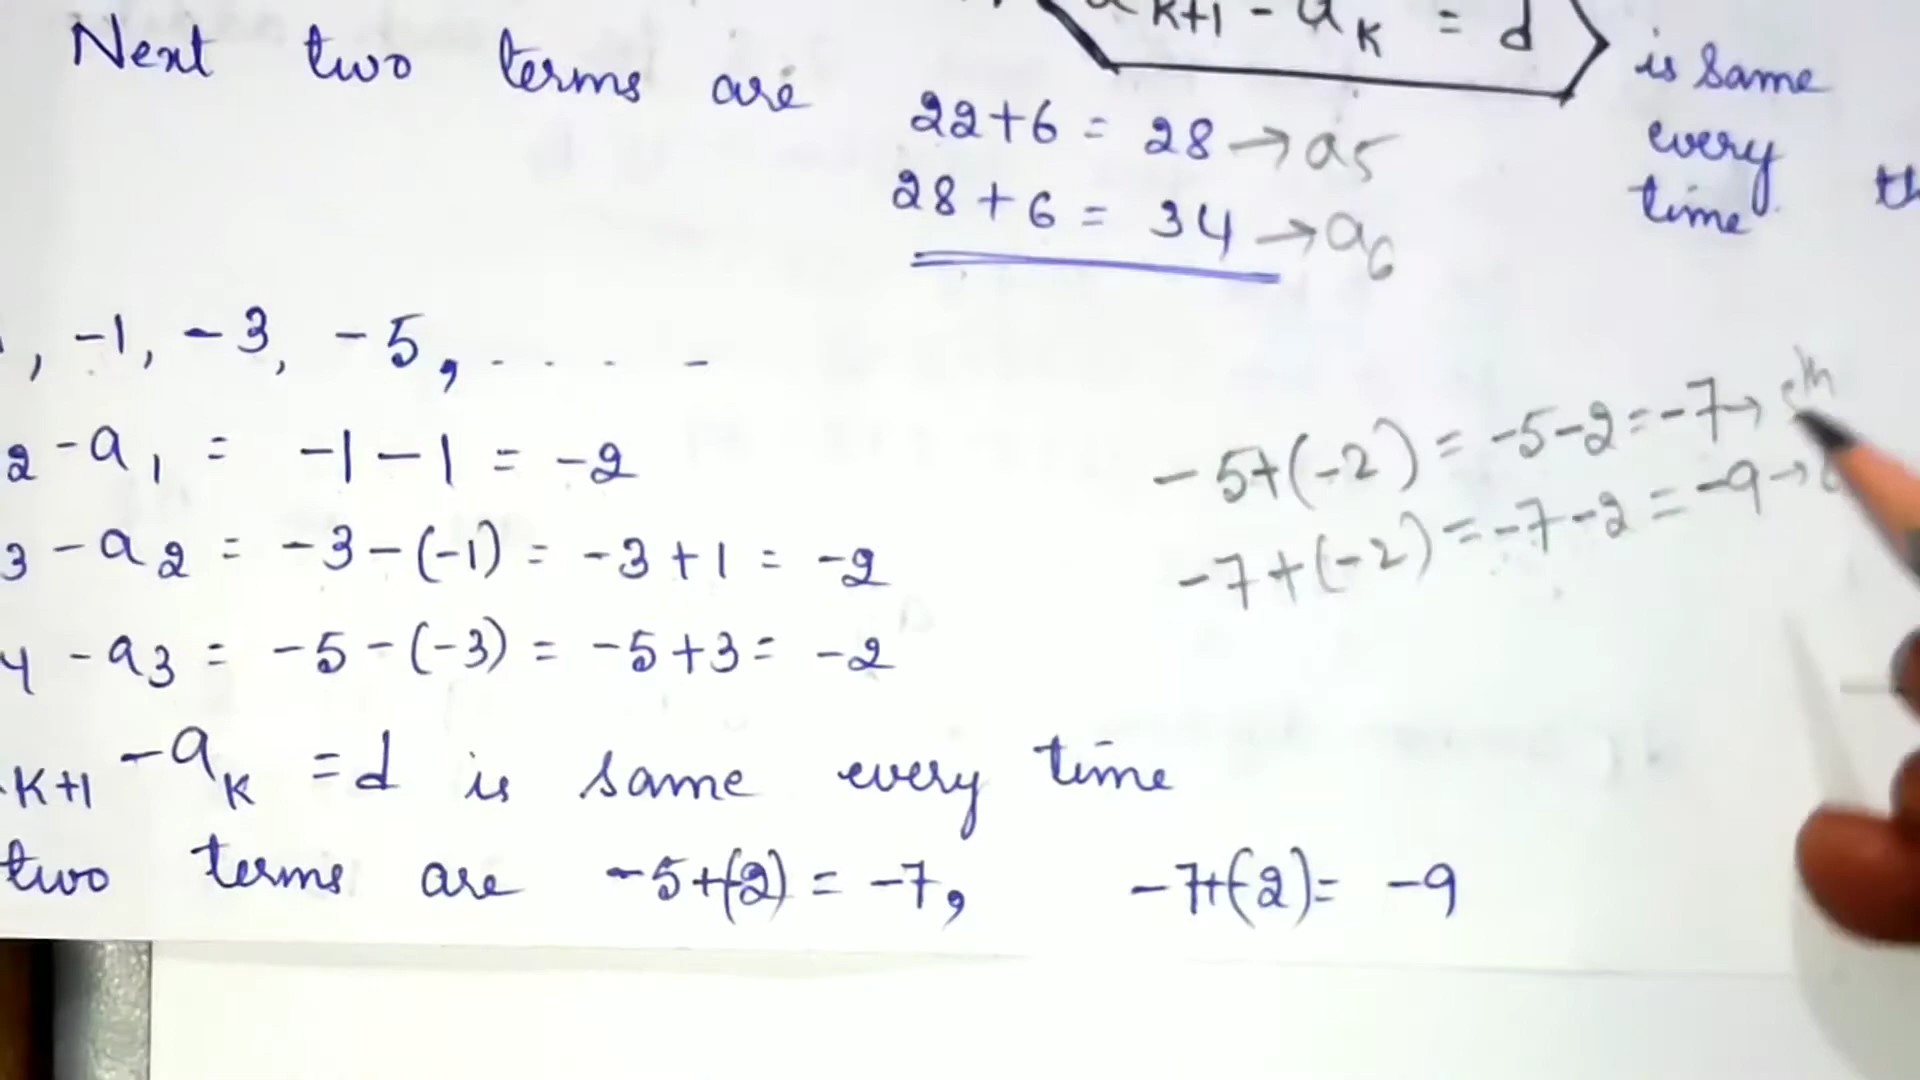 Next two terms are
a K+1 - a K = d
is same
every
time
22+6 = 28 → a5
28+6 = 34 → a6
, -1, -3, -5, . . . . -
2 - a1 = -1-1 = -2
3 - a2 = -3-(-1) = -3+1 = -2
4 - a3 = -5-(-3) = -5+3 = -2
-5+(-2) = -5-2 = -7 → 5th
-7+(-2) = -7-2 = -9 →
K+1 - aK = d is same every time
two terms are -5+(-2) = -7, -7+(-2) = -9